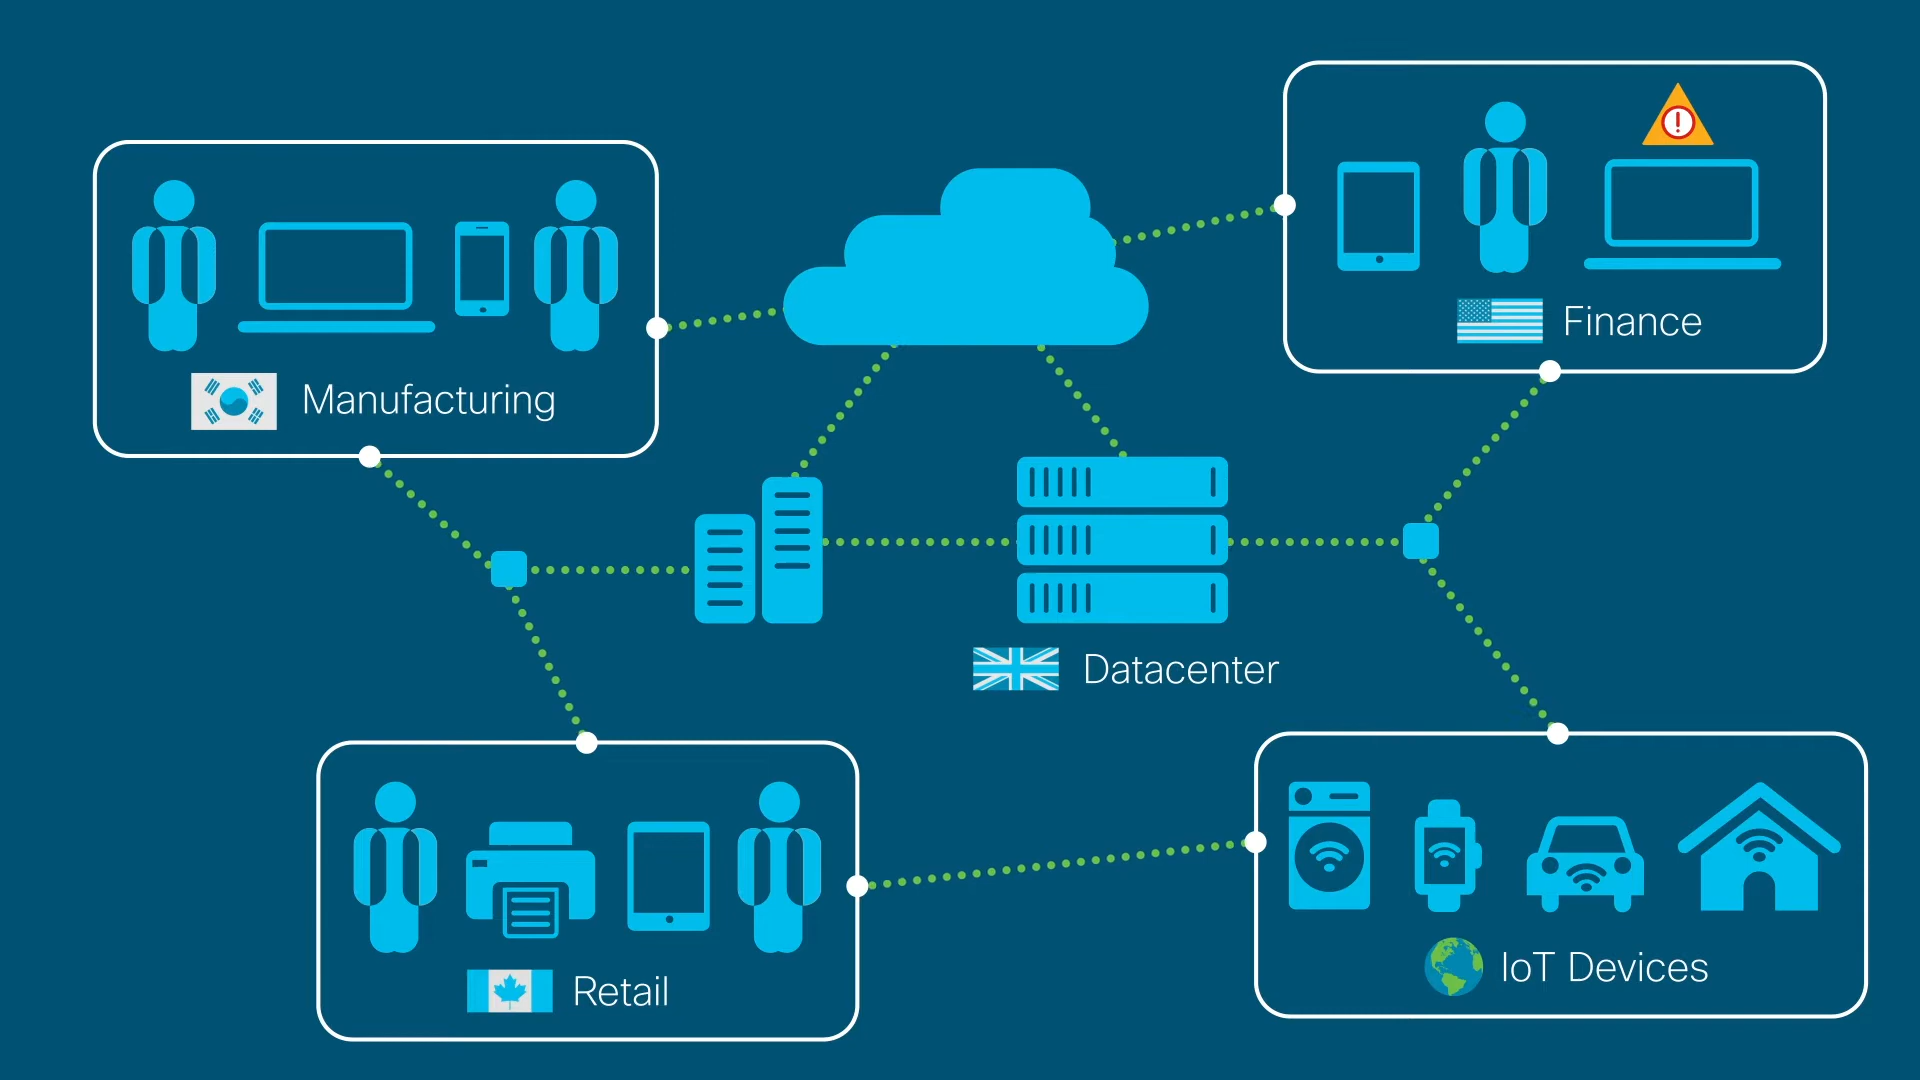 Finance
Manufacturing
Datacenter
Retail
IoT Devices